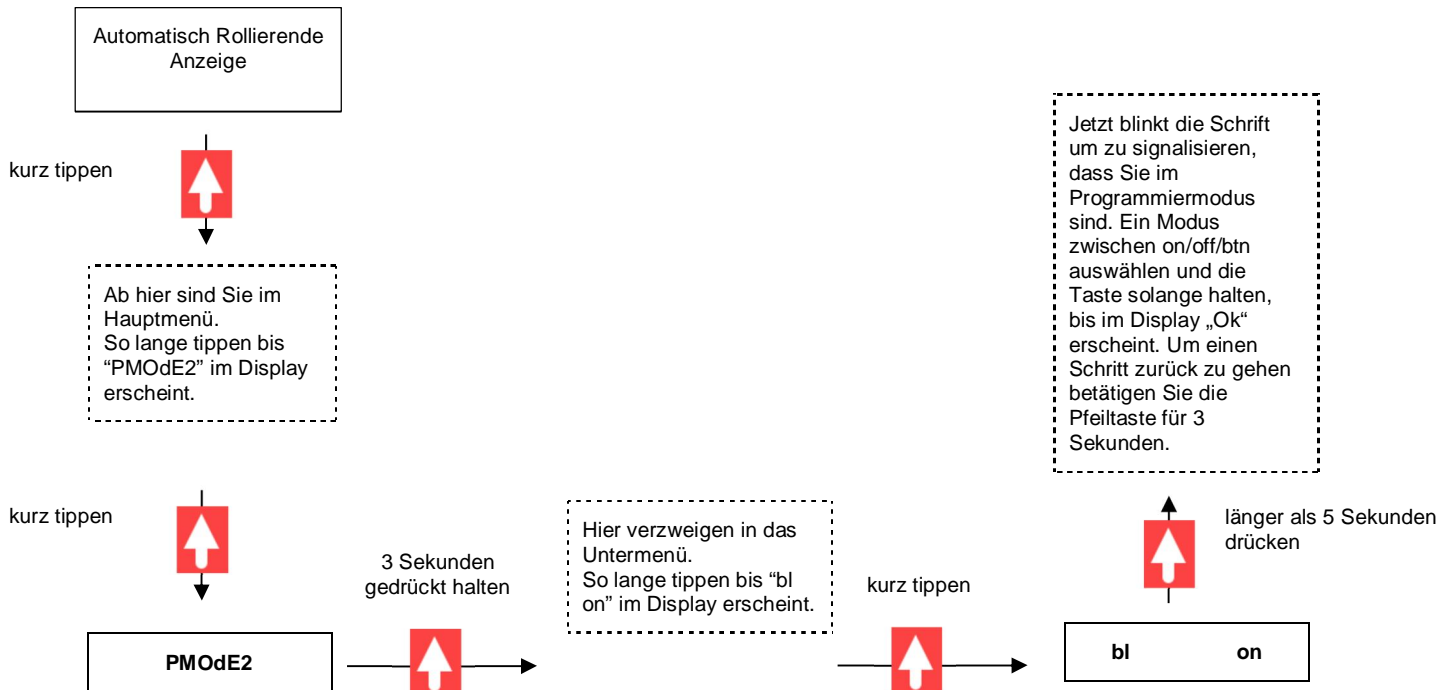 Automatisch Rollierende
Anzeige
kurz tippen
Ab hier sind Sie im
Hauptmenü.
So lange tippen bis
“PMOdE2” im Display
erscheint.
kurz tippen
PMOdE2
3 Sekunden
gedrückt halten
Hier verzweigen in das
Untermenü.
So lange tippen bis “bl
on” im Display erscheint.
kurz tippen
bl on
länger als 5 Sekunden
drücken
Jetzt blinkt die Schrift
um zu signalisieren,
dass Sie im
Programmiermodus
sind. Ein Modus
zwischen on/off/btn
auswählen und die
Taste solange halten,
bis im Display „Ok“
erscheint. Um einen
Schritt zurück zu gehen
betätigen Sie die
Pfeiltaste für 3
Sekunden.